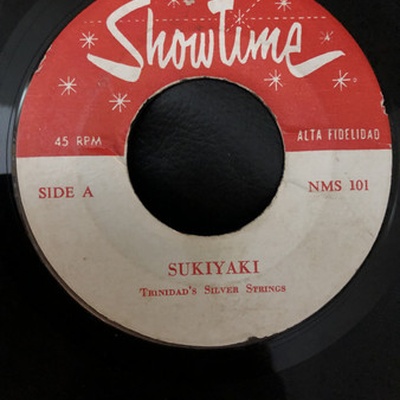 ShowTime
45 RPM
ALTA FIDELIDAD
SIDE A
NMS 101
SUKIYAKI
TRINIDAD'S SILVER STRINGS